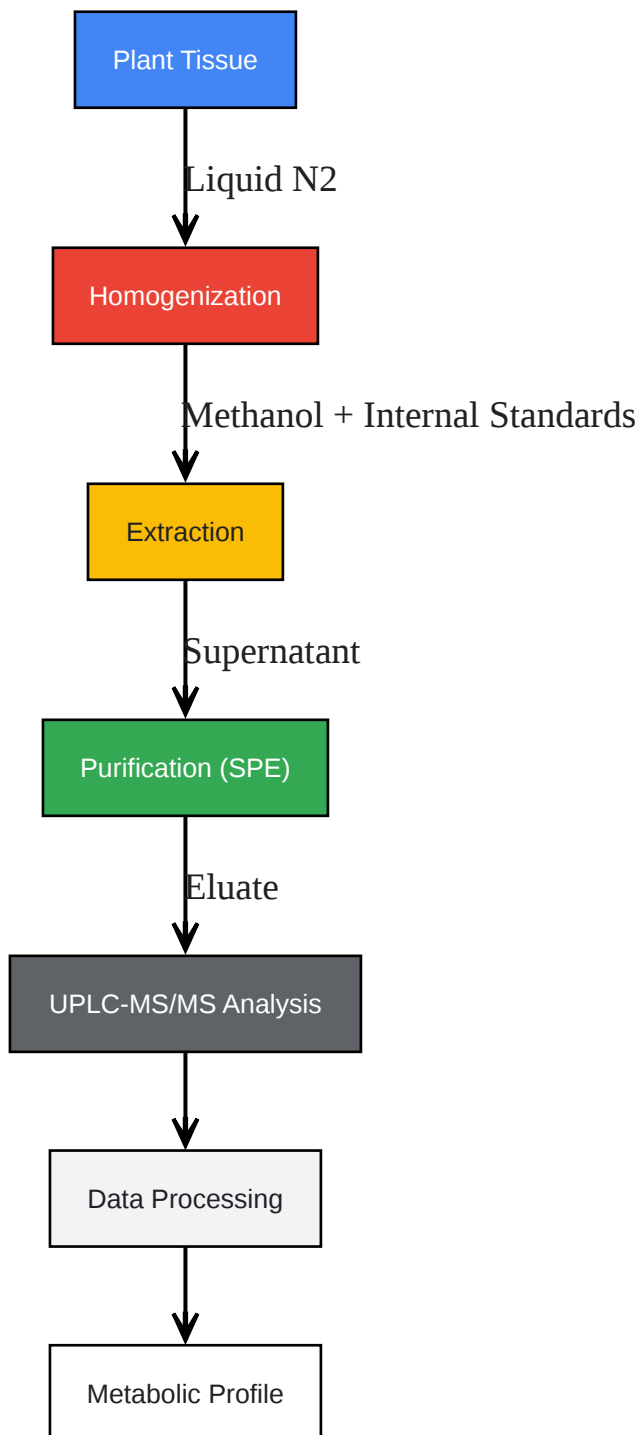 Plant Tissue
Liquid N2
Homogenization
Methanol + Internal Standards
Extraction
Supernatant
Purification (SPE)
Eluate
UPLC-MS/MS Analysis
Data Processing
Metabolic Profile